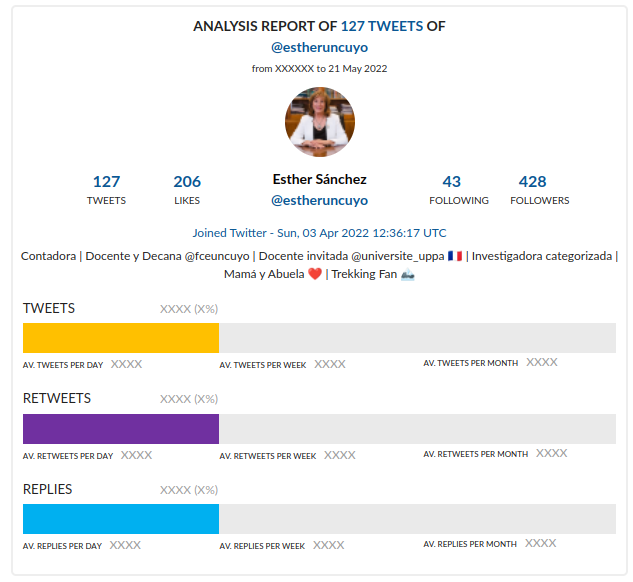 ANALYSIS REPORT OF 127 TWEETS OF
@estheruncuyo
from XXXXXX to 21 May 2022
127 206 Esther Sánchez 43 428
TWEETS LIKES @estheruncuyo FOLLOWING FOLLOWERS
Joined Twitter - Sun, 03 Apr 2022 12:36:17 UTC
Contadora | Docente y Decana @fceuncuyo | Docente invitada @universite_uppa 🇫🇷 | Investigadora categorizada |
Mamá y Abuela ❤️ | Trekking Fan 🏔️
TWEETS XXXX (X%)
AV. TWEETS PER DAY XXXX AV. TWEETS PER WEEK XXXX AV. TWEETS PER MONTH XXXX
RETWEETS XXXX (X%)
AV. RETWEETS PER DAY XXXX AV. RETWEETS PER WEEK XXXX AV. RETWEETS PER MONTH XXXX
REPLIES XXXX (X%)
AV. REPLIES PER DAY XXXX AV. REPLIES PER WEEK XXXX AV. REPLIES PER MONTH XXXX